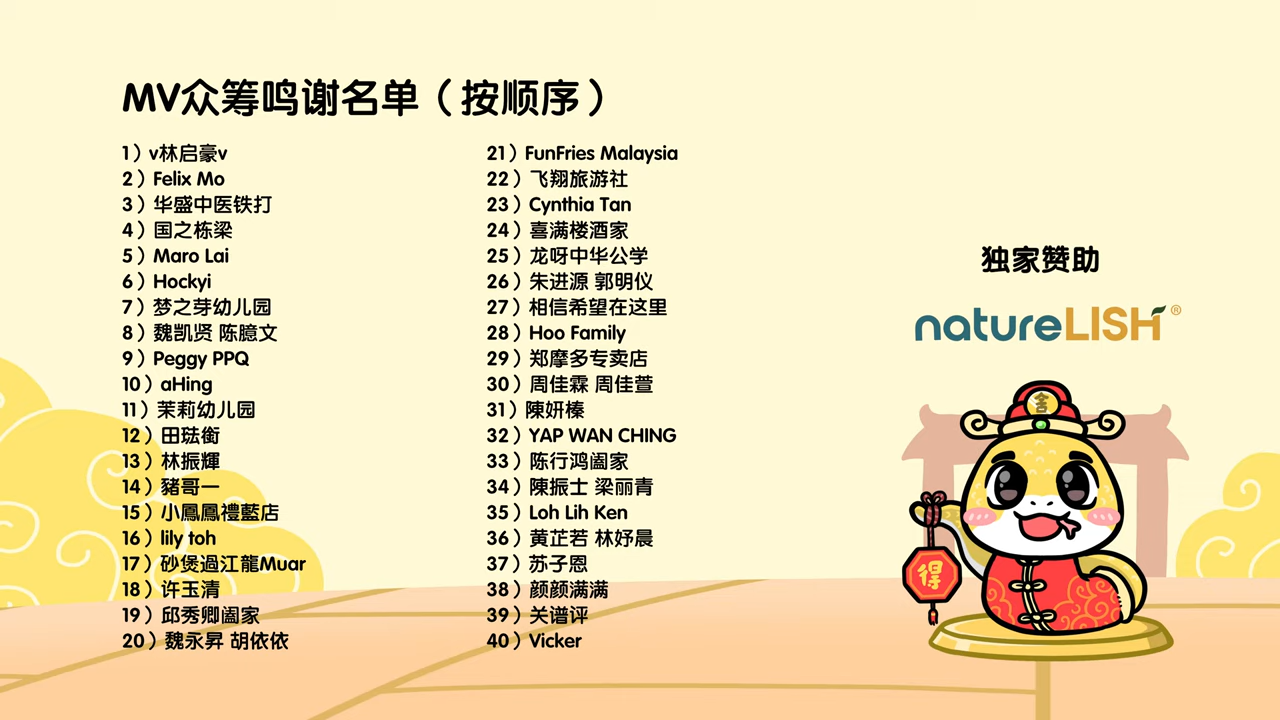 MV众筹鸣谢名单（按顺序）
1）v林启豪v
2）Felix Mo
3）华盛中医铁打
4）国之栋梁
5）Maro Lai
6）Hockyi
7）梦之芽幼儿园
8）魏凯贤 陈臆文
9）Peggy PPQ
10）aHing
11）茉莉幼儿园
12）田琺衡
13）林振輝
14）豬哥一
15）小鳳鳳禮藍店
16）lily toh
17）砂煲過江龍Muar
18）许玉清
19）邱秀卿阖家
20）魏永昇 胡依依
21）FunFries Malaysia
22）飞翔旅游社
23）Cynthia Tan
24）喜满楼酒家
25）龙呀中华公学
26）朱进源 郭明仪
27）相信希望在这里
28）Hoo Family
29）郑摩多专卖店
30）周佳霖 周佳萱
31）陳妍榛
32）YAP WAN CHING
33）陈行鸿阖家
34）陳振士 梁丽青
35）Loh Lih Ken
36）黄芷若 林妤晨
37）苏子恩
38）颜颜满满
39）关谱评
40）Vicker
独家赞助
natureLISH®
舍
得